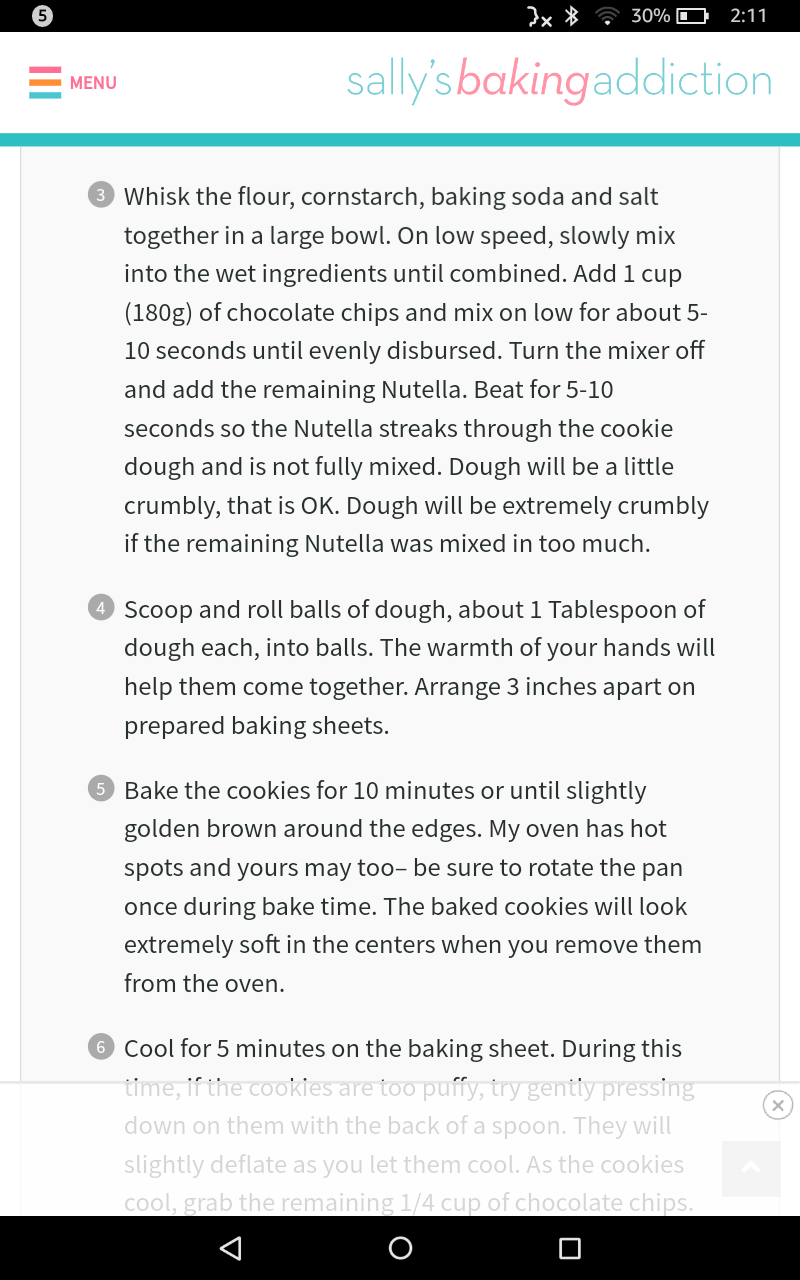 5
30%
2:11
MENU
sally's baking addiction
3 Whisk the flour, cornstarch, baking soda and salt
together in a large bowl. On low speed, slowly mix
into the wet ingredients until combined. Add 1 cup
(180g) of chocolate chips and mix on low for about 5-
10 seconds until evenly disbursed. Turn the mixer off
and add the remaining Nutella. Beat for 5-10
seconds so the Nutella streaks through the cookie
dough and is not fully mixed. Dough will be a little
crumbly, that is OK. Dough will be extremely crumbly
if the remaining Nutella was mixed in too much.
4 Scoop and roll balls of dough, about 1 Tablespoon of
dough each, into balls. The warmth of your hands will
help them come together. Arrange 3 inches apart on
prepared baking sheets.
5 Bake the cookies for 10 minutes or until slightly
golden brown around the edges. My oven has hot
spots and yours may too– be sure to rotate the pan
once during bake time. The baked cookies will look
extremely soft in the centers when you remove them
from the oven.
6 Cool for 5 minutes on the baking sheet. During this
time, if the cookies are too puffy, try gently pressing
down on them with the back of a spoon. They will
slightly deflate as you let them cool. As the cookies
cool, grab the remaining 1/4 cup of chocolate chips.